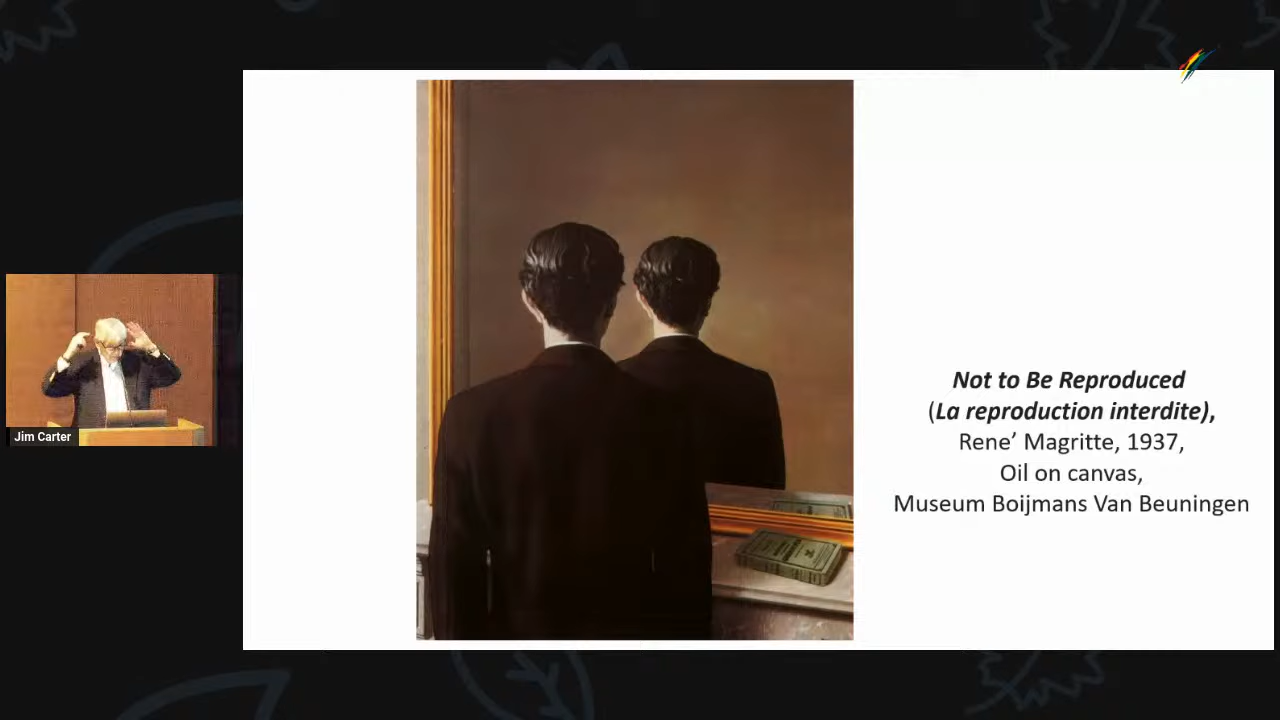 Not to Be Reproduced
(La reproduction interdite),
Rene’ Magritte, 1937,
Oil on canvas,
Museum Boijmans Van Beuningen
Jim Carter